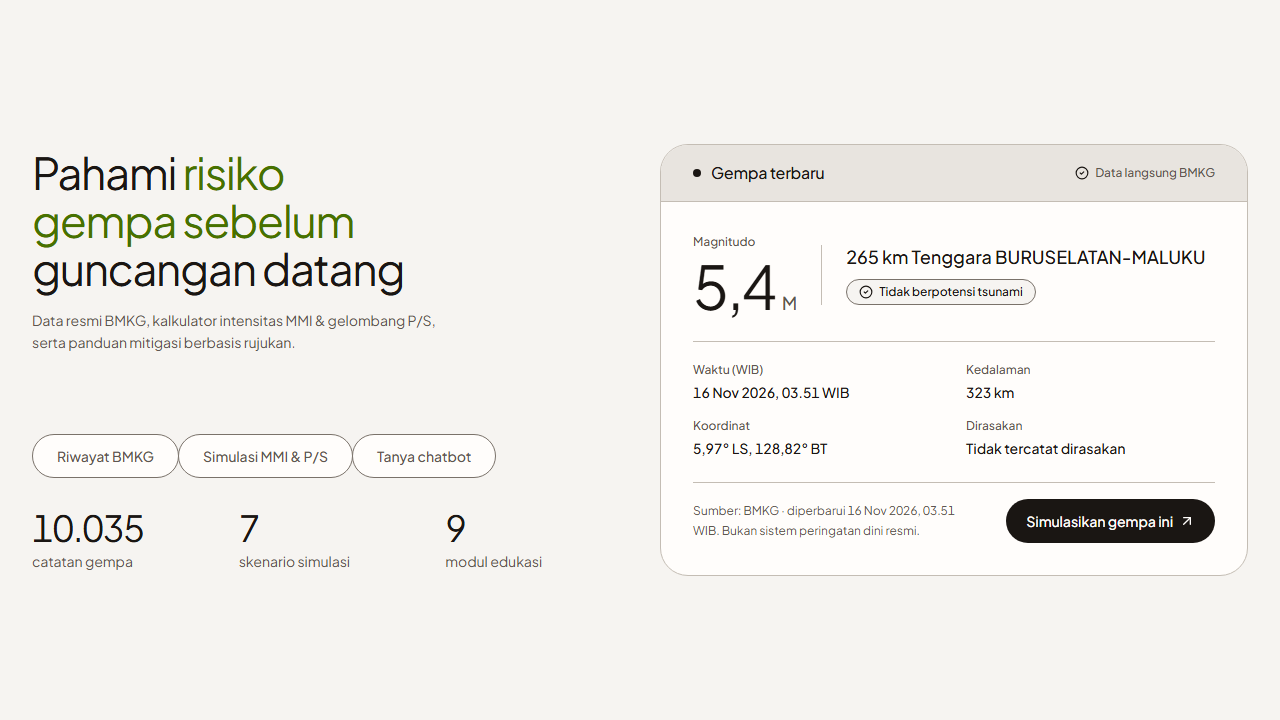 Pahami risiko
gempa sebelum
guncangan datang
Data resmi BMKG, kalkulator intensitas MMI & gelombang P/S,
serta panduan mitigasi berbasis rujukan.
Riwayat BMKG
Simulasi MMI & P/S
Tanya chatbot
10.035
catatan gempa
7
skenario simulasi
9
modul edukasi
Gempa terbaru
Data langsung BMKG
Magnitudo
5,4 M
265 km Tenggara BURUSELATAN-MALUKU
Tidak berpotensi tsunami
Waktu (WIB)
16 Nov 2026, 03.51 WIB
Kedalaman
323 km
Koordinat
5,97° LS, 128,82° BT
Dirasakan
Tidak tercatat dirasakan
Sumber: BMKG · diperbarui 16 Nov 2026, 03.51
WIB. Bukan sistem peringatan dini resmi.
Simulasikan gempa ini